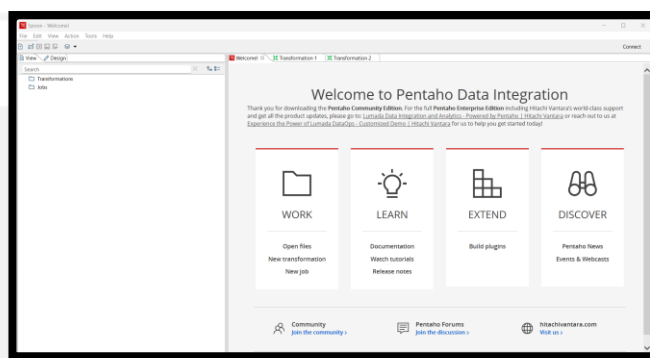 Spoon - Welcome!
File Edit View Action Tools Help
Connect
View Design
Welcome! Transformation 1 Transformation 2
Search
Transformations
Jobs
Welcome to Pentaho Data Integration
Thank you for downloading the Pentaho Community Edition. For the full Pentaho Enterprise Edition including Hitachi Vantara's world-class support
and get all the product updates, please go to: Lumada Data Integration and Analytics - Powered by Pentaho | Hitachi Vantara or reach out to us at
Experience the Power of Lumada DataOps - Customized Demo | Hitachi Vantara for us to help you get started today!
WORK
Open files
New transformation
New job
LEARN
Documentation
Watch tutorials
Release notes
EXTEND
Build plugins
DISCOVER
Pentaho News
Events & Webcasts
Community
Join the community ›
Pentaho Forums
Join the discussion ›
hitachivantara.com
Visit us ›